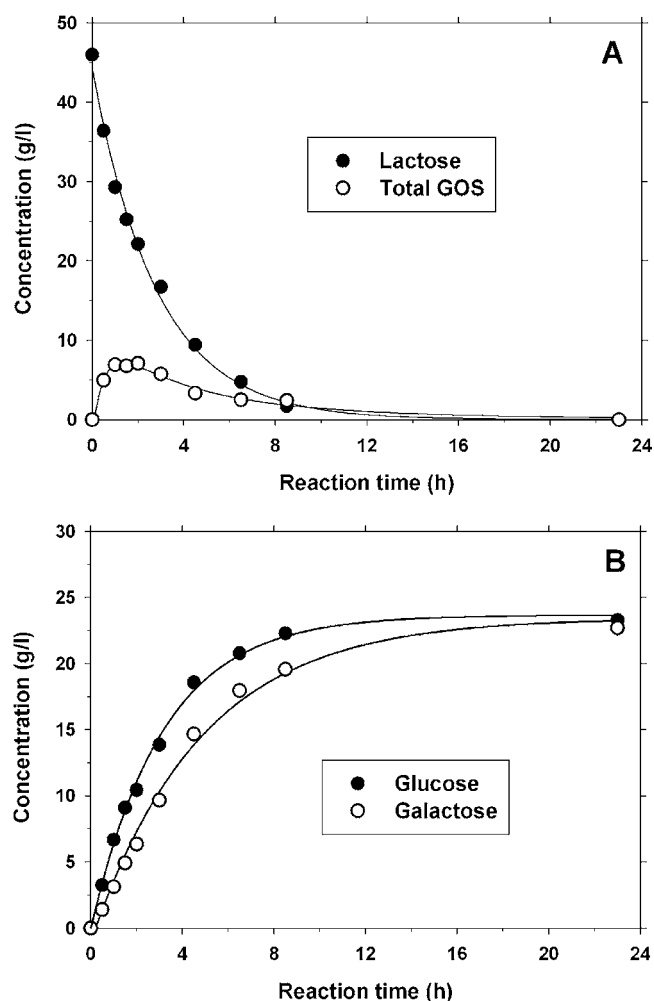 50
40
30
20
10
0
Concentration (g/l)
A
Lactose
Total GOS
0 4 8 12 16 20 24
Reaction time (h)
30
25
20
15
10
5
0
Concentration (g/l)
B
Glucose
Galactose
0 4 8 12 16 20 24
Reaction time (h)